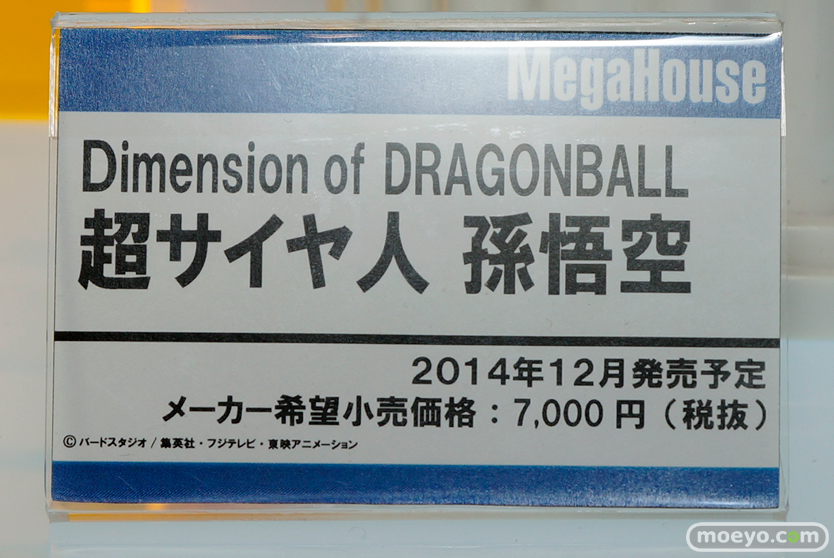 MegaHouse
Dimension of DRAGONBALL
超サイヤ人 孫悟空
2014年12月発売予定
メーカー希望小売価格：7,000円（税抜）
©バードスタジオ/集英社・フジテレビ・東映アニメーション
moeyo.com